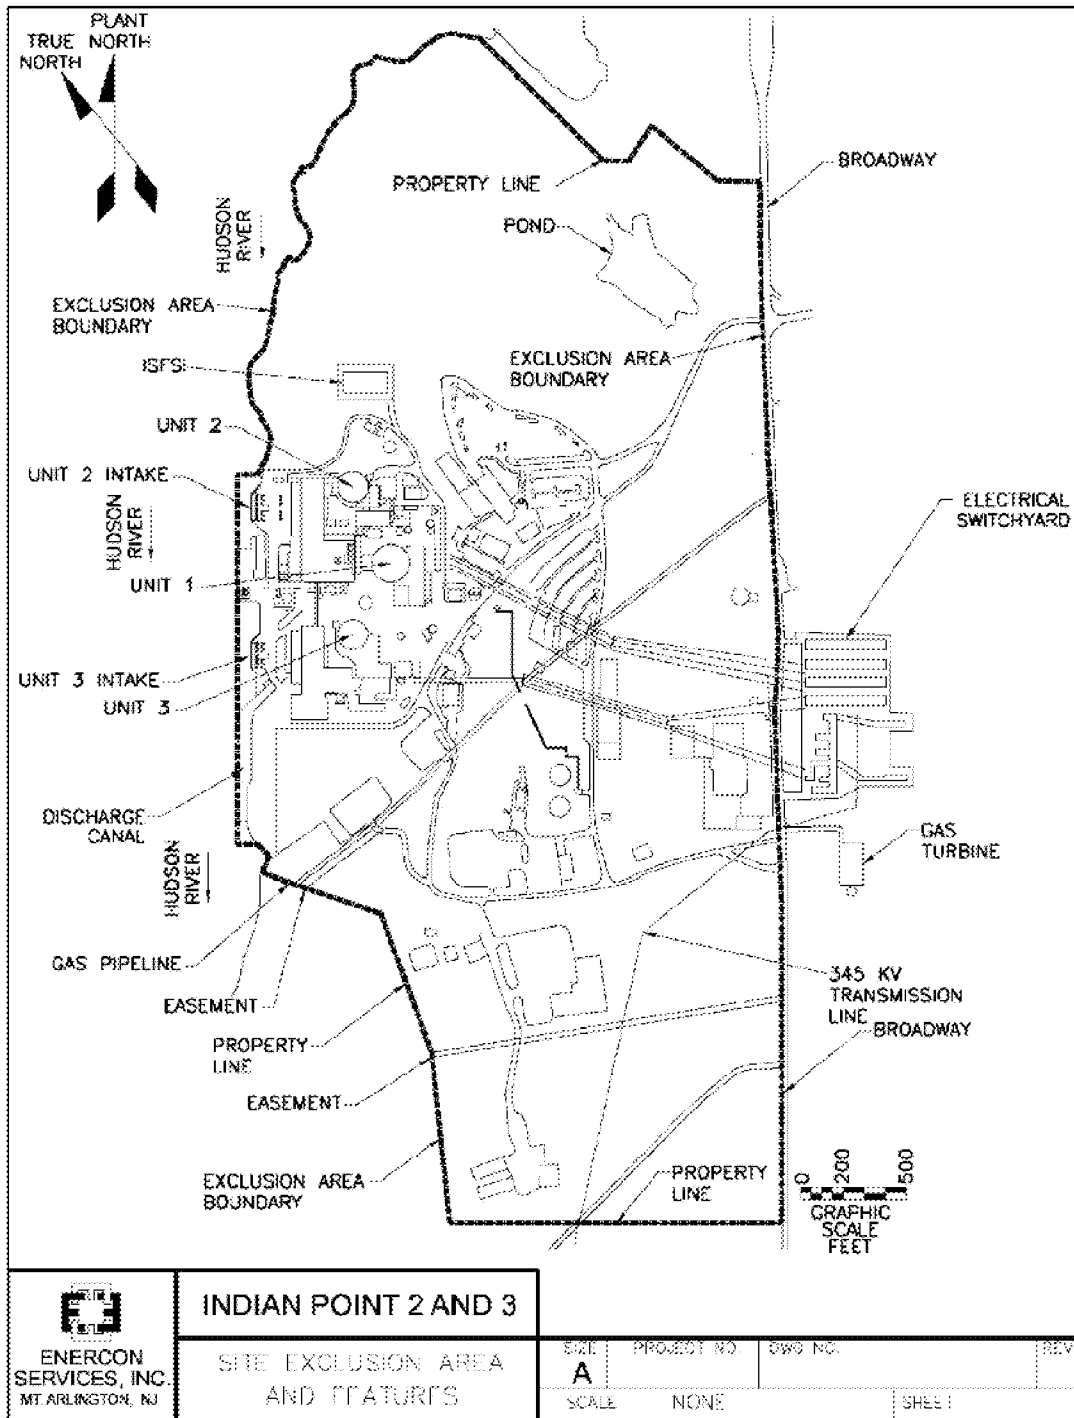 PLANT
NORTH
TRUE
NORTH
BROADWAY
PROPERTY LINE
HUDSON
RIVER
POND
EXCLUSION AREA
BOUNDARY
EXCLUSION AREA
BOUNDARY
ISFSI
UNIT 2
UNIT 2 INTAKE
HUDSON
RIVER
ELECTRICAL
SWITCHYARD
UNIT 1
UNIT 3 INTAKE
UNIT 3
DISCHARGE
CANAL
HUDSON
RIVER
GAS
TURBINE
GAS PIPELINE
EASEMENT
345 KV
TRANSMISSION
LINE
BROADWAY
PROPERTY
LINE
EASEMENT
EXCLUSION AREA
BOUNDARY
PROPERTY
LINE
0 200 500
GRAPHIC
SCALE
FEET
ENERCON
SERVICES, INC.
MT. ARLINGTON, NJ
INDIAN POINT 2 AND 3
SITE EXCLUSION AREA
AND FEATURES
SIZE
A
PROJECT NO.
DWG NO.
REV
SCALE NONE
SHEET